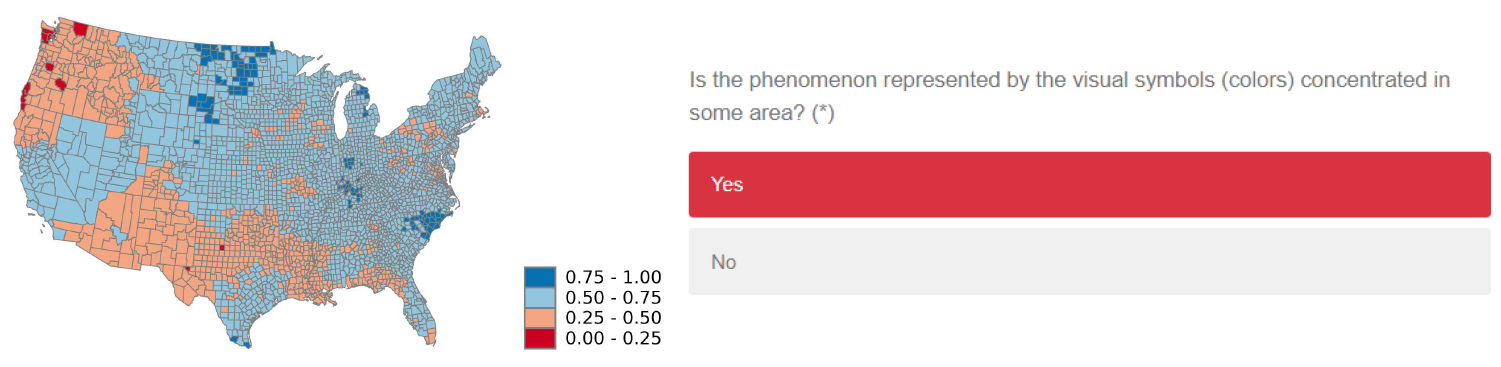 Is the phenomenon represented by the visual symbols (colors) concentrated in
some area? (*)
Yes
No
0.75 - 1.00
0.50 - 0.75
0.25 - 0.50
0.00 - 0.25